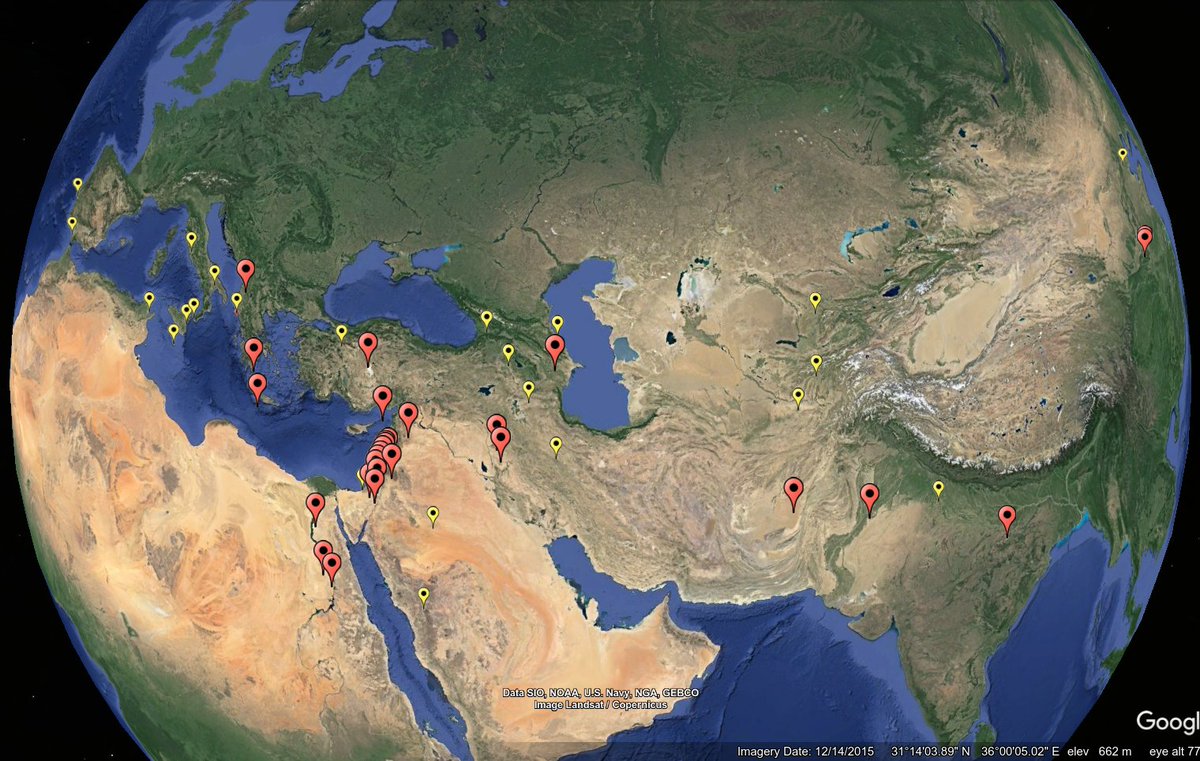 Data SIO, NOAA, U.S. Navy, NGA, GEBCO
Image Landsat / Copernicus
Googl
Imagery Date: 12/14/2015 31°14'03.89" N 36°00'05.02" E elev 662 m eye alt 77